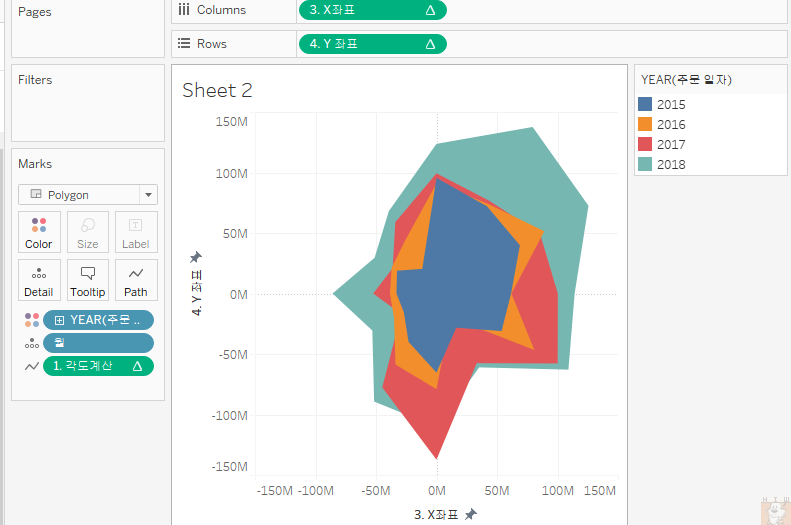 Pages
Columns
3. X좌표
Rows
4. Y 좌표
Filters
Marks
Polygon
Color
Size
Label
Detail
Tooltip
Path
YEAR(주문 ..
월
1. 각도계산
Sheet 2
150M
100M
50M
0M
-50M
-100M
-150M
4. Y 좌표
-150M -100M -50M 0M 50M 100M 150M
3. X좌표
YEAR(주문 일자)
2015
2016
2017
2018